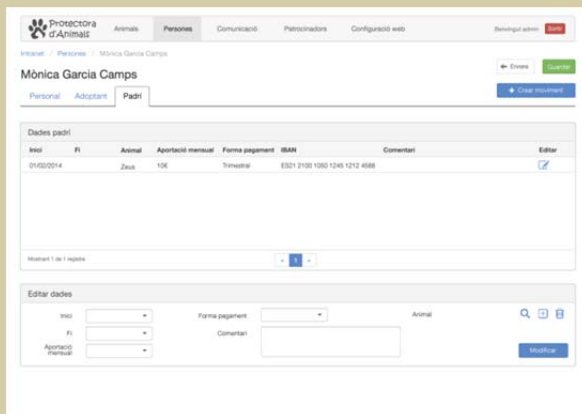 Protectora d'Animals
Animals Persones Comunicació Patrocinadors Configuració web Benvingut admin Sortir
Intranet / Persones / Mònica Garcia Camps
Mònica Garcia Camps
Enrere Guardar
Personal Adoptant Padrí
Crear moviment
Dades padrí
Inici Fi Animal Aportació mensual Forma pagament IBAN Comentari Editar
01/02/2014 Zeus 10€ Trimestral ES21 2100 1050 1245 1212 4588
Mostrant 1 de 1 registre
« 1 »
Editar dades
Inici Forma pagament Animal
Fi Comentari
Aportació mensual
Modificar